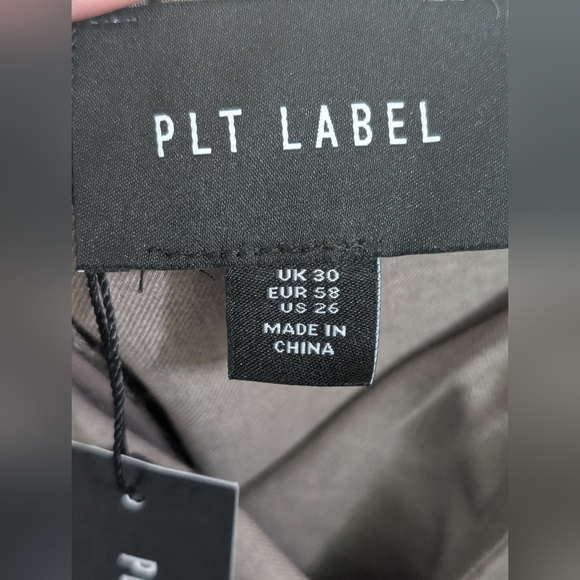 PLT LABEL
UK 30
EUR 58
US 26
MADE IN
CHINA